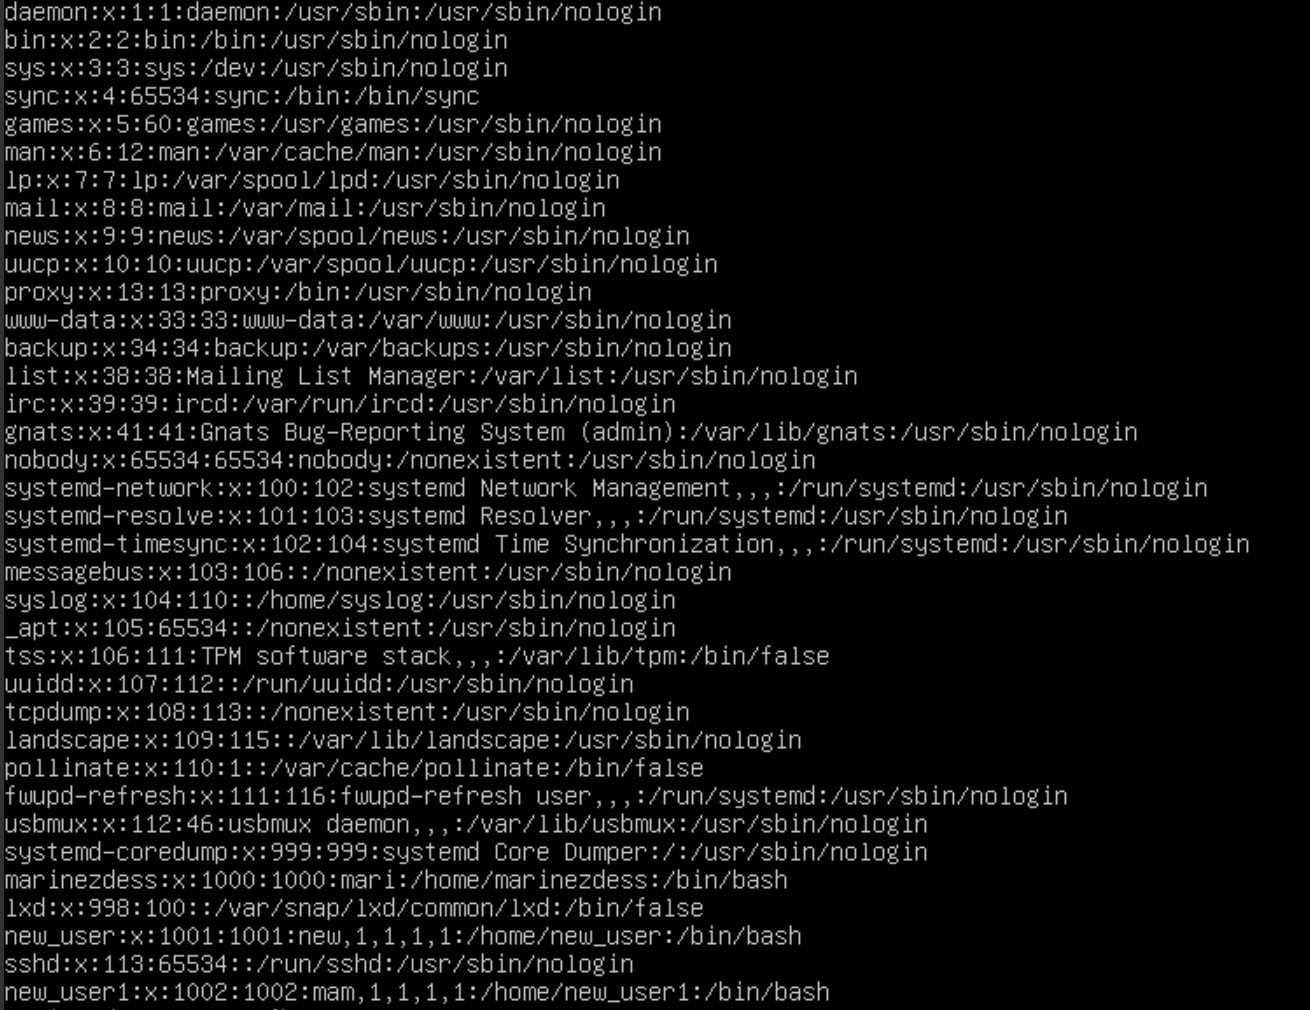 daemon:x:1:1:daemon:/usr/sbin:/usr/sbin/nologin
bin:x:2:2:bin:/bin:/usr/sbin/nologin
sys:x:3:3:sys:/dev:/usr/sbin/nologin
sync:x:4:65534:sync:/bin:/bin/sync
games:x:5:60:games:/usr/games:/usr/sbin/nologin
man:x:6:12:man:/var/cache/man:/usr/sbin/nologin
lp:x:7:7:lp:/var/spool/lpd:/usr/sbin/nologin
mail:x:8:8:mail:/var/mail:/usr/sbin/nologin
news:x:9:9:news:/var/spool/news:/usr/sbin/nologin
uucp:x:10:10:uucp:/var/spool/uucp:/usr/sbin/nologin
proxy:x:13:13:proxy:/bin:/usr/sbin/nologin
www-data:x:33:33:www-data:/var/www:/usr/sbin/nologin
backup:x:34:34:backup:/var/backups:/usr/sbin/nologin
list:x:38:38:Mailing List Manager:/var/list:/usr/sbin/nologin
irc:x:39:39:ircd:/var/run/ircd:/usr/sbin/nologin
gnats:x:41:41:Gnats Bug-Reporting System (admin):/var/lib/gnats:/usr/sbin/nologin
nobody:x:65534:65534:nobody:/nonexistent:/usr/sbin/nologin
systemd-network:x:100:102:systemd Network Management,,,:/run/systemd:/usr/sbin/nologin
systemd-resolve:x:101:103:systemd Resolver,,,:/run/systemd:/usr/sbin/nologin
systemd-timesync:x:102:104:systemd Time Synchronization,,,:/run/systemd:/usr/sbin/nologin
messagebus:x:103:106::/nonexistent:/usr/sbin/nologin
syslog:x:104:110::/home/syslog:/usr/sbin/nologin
_apt:x:105:65534::/nonexistent:/usr/sbin/nologin
tss:x:106:111:TPM software stack,,,:/var/lib/tpm:/bin/false
uuidd:x:107:112::/run/uuidd:/usr/sbin/nologin
tcpdump:x:108:113::/nonexistent:/usr/sbin/nologin
landscape:x:109:115::/var/lib/landscape:/usr/sbin/nologin
pollinate:x:110:1::/var/cache/pollinate:/bin/false
fwupd-refresh:x:111:116:fwupd-refresh user,,,:/run/systemd:/usr/sbin/nologin
usbmux:x:112:46:usbmux daemon,,,:/var/lib/usbmux:/usr/sbin/nologin
systemd-coredump:x:999:999:systemd Core Dumper:/:/usr/sbin/nologin
marinezdess:x:1000:1000:mari:/home/marinezdess:/bin/bash
lxd:x:998:100::/var/snap/lxd/common/lxd:/bin/false
new_user:x:1001:1001:new,1,1,1,1:/home/new_user:/bin/bash
sshd:x:113:65534::/run/sshd:/usr/sbin/nologin
new_user1:x:1002:1002:mam,1,1,1,1:/home/new_user1:/bin/bash